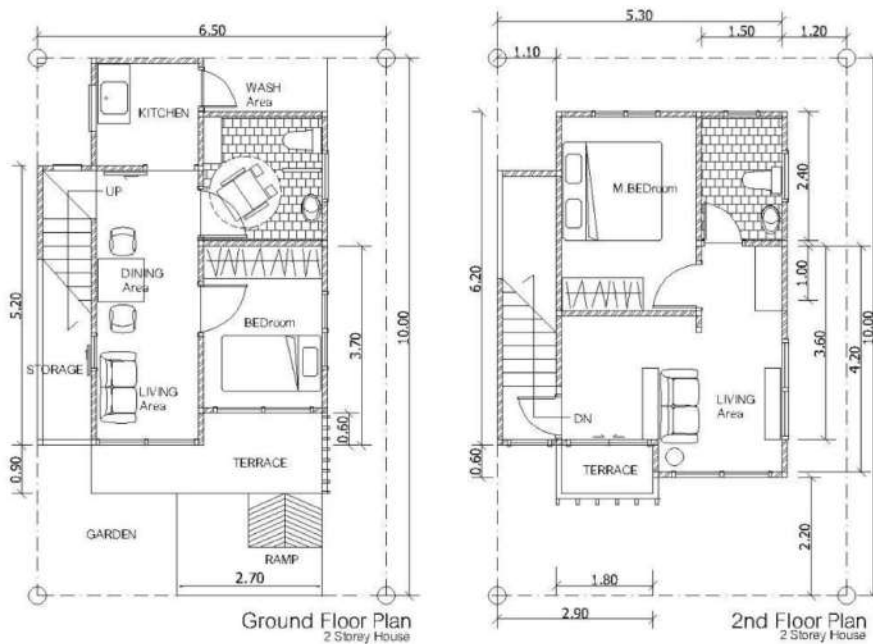 6.50
KITCHEN
WASH
Area
UP
DINING
Area
BEDroom
STORAGE
LIVING
Area
TERRACE
GARDEN
RAMP
5.20
0.90
3.70
0.60
10.00
2.70
Ground Floor Plan
2 Storey House
5.30
1.10
1.50
1.20
M.BEDroom
2.40
1.00
6.20
3.60
4.20
10.00
DN
LIVING
Area
TERRACE
0.60
2.20
1.80
2.90
2nd Floor Plan
2 Storey House